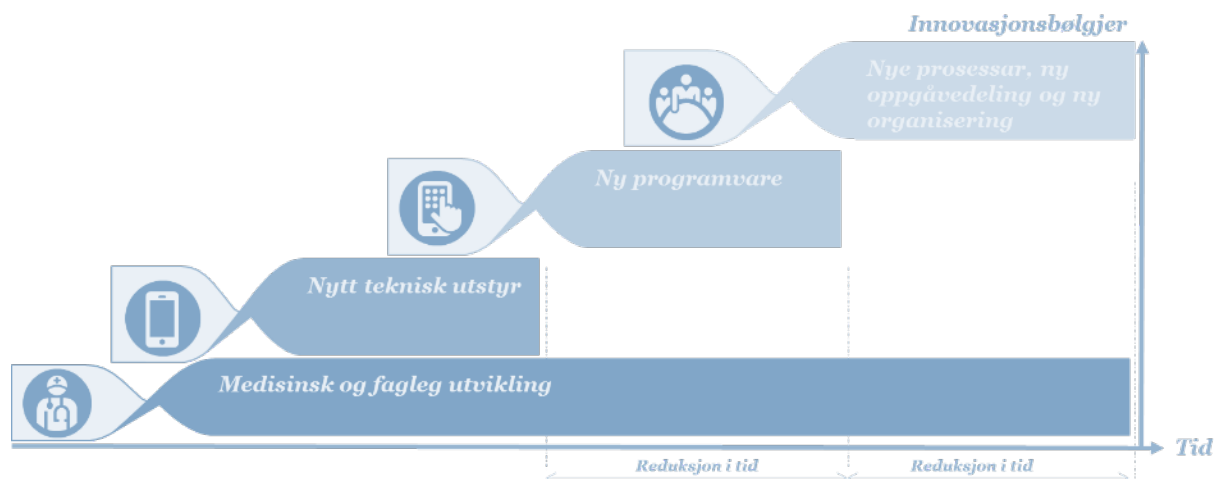 Innovasjonsbølgjer
Nye prosessar, ny
oppgåvedeling og ny
organisering
Ny programvare
Nytt teknisk utstyr
Medisinsk og fagleg utvikling
Tid
Reduksjon i tid
Reduksjon i tid